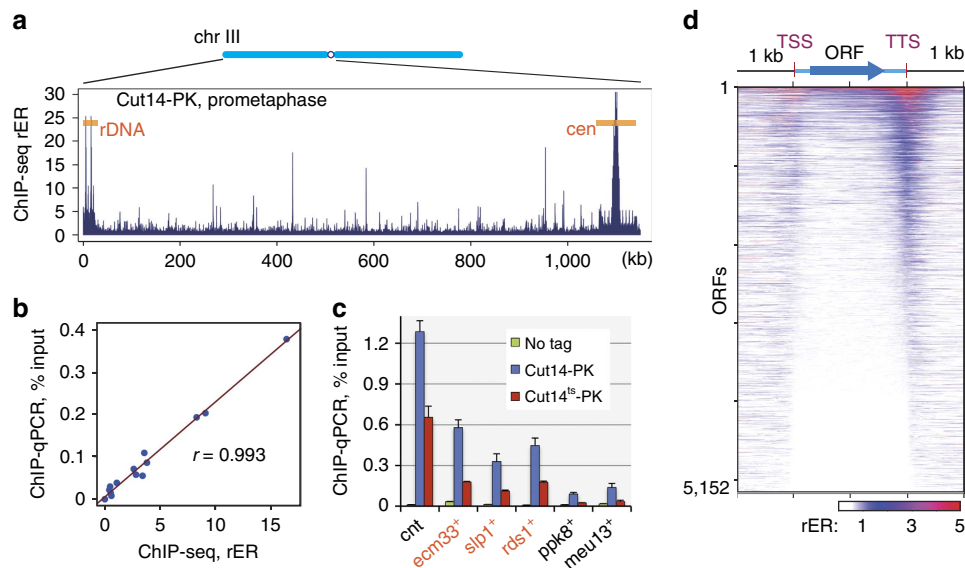 a
chr III
Cut14-PK, prometaphase
ChIP-seq rER
30
25
20
15
10
5
0
rDNA
cen
0 200 400 600 800 1,000 (kb)
b
ChIP-qPCR, % input
0.4
0.3
0.2
0.1
0
r = 0.993
0 5 10 15
ChIP-seq, rER
c
ChIP-qPCR, % input
1.2
0.9
0.6
0.3
0
No tag
Cut14-PK
Cut14ts-PK
cnt ecm33+ slp1+ rds1+ ppk8+ meu13+
d
TSS TTS
1 kb ORF 1 kb
1
ORFs
5,152
rER: 1 3 5